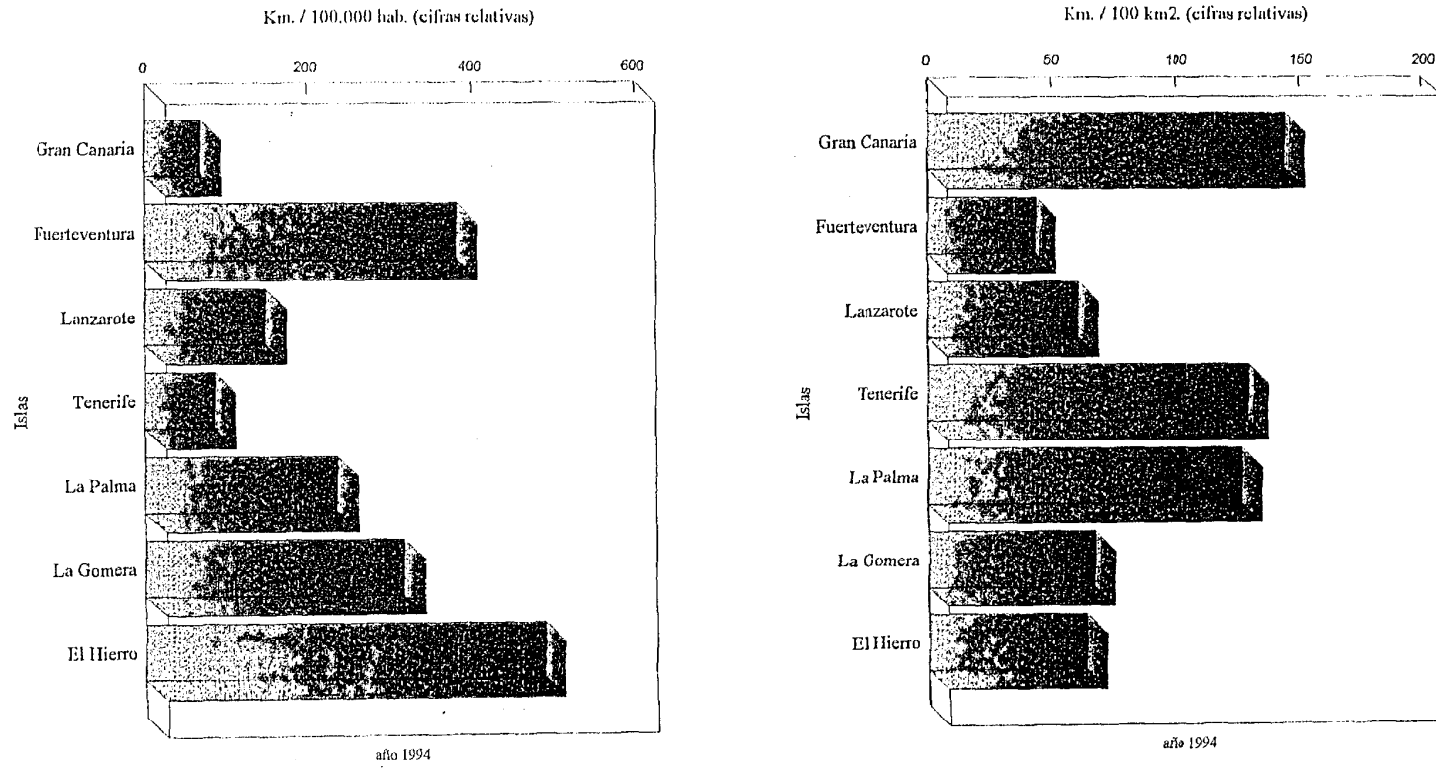 Km. / 100.000 hab. (cifras relativas)
0 200 400 600
Gran Canaria
Fuerteventura
Lanzarote
Tenerife
La Palma
La Gomera
El Hierro
Islas
año 1994
Km. / 100 km2. (cifras relativas)
0 50 100 150 200
Gran Canaria
Fuerteventura
Lanzarote
Tenerife
La Palma
La Gomera
El Hierro
Islas
año 1994